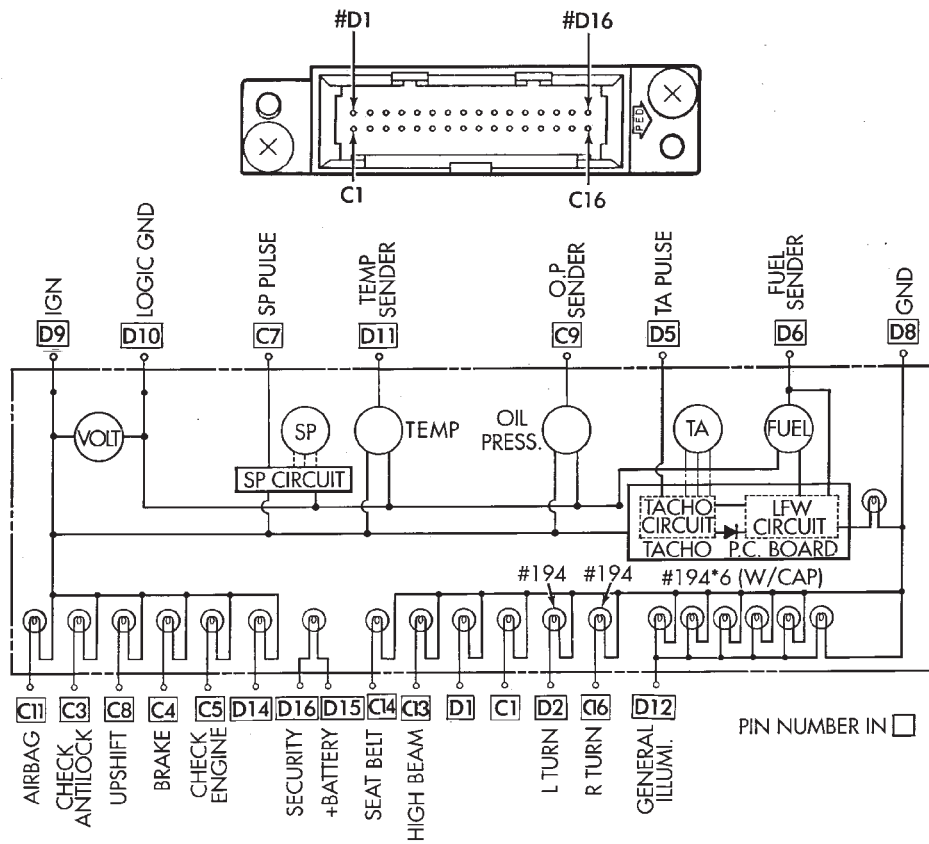 #D1 #D16
PED
C1 C16
IGN
LOGIC GND
SP PULSE
TEMP
SENDER
O.P
SENDER
TA PULSE
FUEL
SENDER
GND
D9 D10 C7 D11 C9 D5 D6 D8
VOLT
SP
TEMP
OIL
PRESS.
TA
FUEL
SP CIRCUIT
TACHO
CIRCUIT
LFW
CIRCUIT
TACHO P.C. BOARD
#194 #194 #194*6 (W/CAP)
C11 C3 C8 C4 C5 D14 D16 D15 C14 C13 D1 C1 D2 C16 D12
PIN NUMBER IN
AIRBAG
CHECK
ANTILOCK
UPSHIFT
BRAKE
CHECK
ENGINE
SECURITY
+BATTERY
SEAT BELT
HIGH BEAM
L TURN
R TURN
GENERAL
ILLUMI.